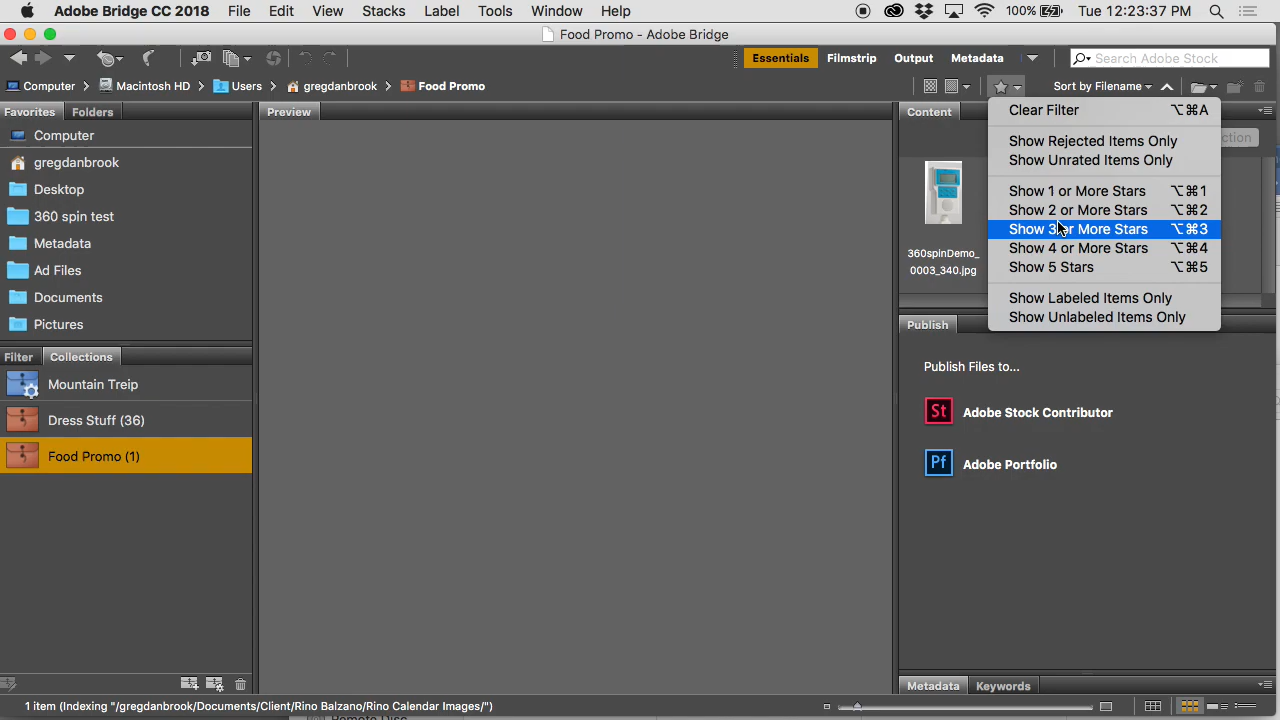 Adobe Bridge CC 2018 File Edit View Stacks Label Tools Window Help 100% Tue 12:23:37 PM
Food Promo - Adobe Bridge
Essentials Filmstrip Output Metadata Search Adobe Stock
Computer Macintosh HD Users gregdanbrook Food Promo Sort by Filename
Favorites Folders Preview Content
Clear Filter ⌥⌘A
Computer
Show Rejected Items Only
gregdanbrook
Show Unrated Items Only
Desktop
Show 1 or More Stars ⌥⌘1
360 spin test
Show 2 or More Stars ⌥⌘2
Show 3 or More Stars ⌥⌘3
Metadata
Show 4 or More Stars ⌥⌘4
360spinDemo_
0003_340.jpg
Ad Files
Show 5 Stars ⌥⌘5
Documents
Show Labeled Items Only
Pictures
Show Unlabeled Items Only
Publish
Filter Collections
Publish Files to...
Mountain Treip
St Adobe Stock Contributor
Dress Stuff (36)
Food Promo (1)
Pf Adobe Portfolio
Metadata Keywords
1 item (Indexing "/gregdanbrook/Documents/Client/Rino Balzano/Rino Calendar Images/")